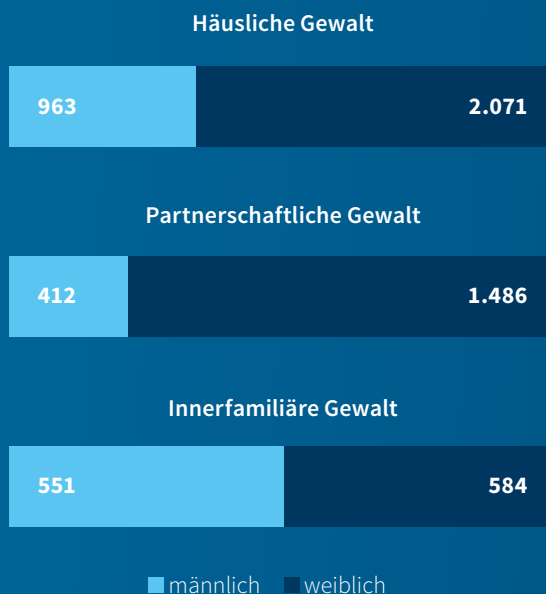 Häusliche Gewalt
963 2.071
Partnerschaftliche Gewalt
412 1.486
Innerfamiliäre Gewalt
551 584
männlich weiblich